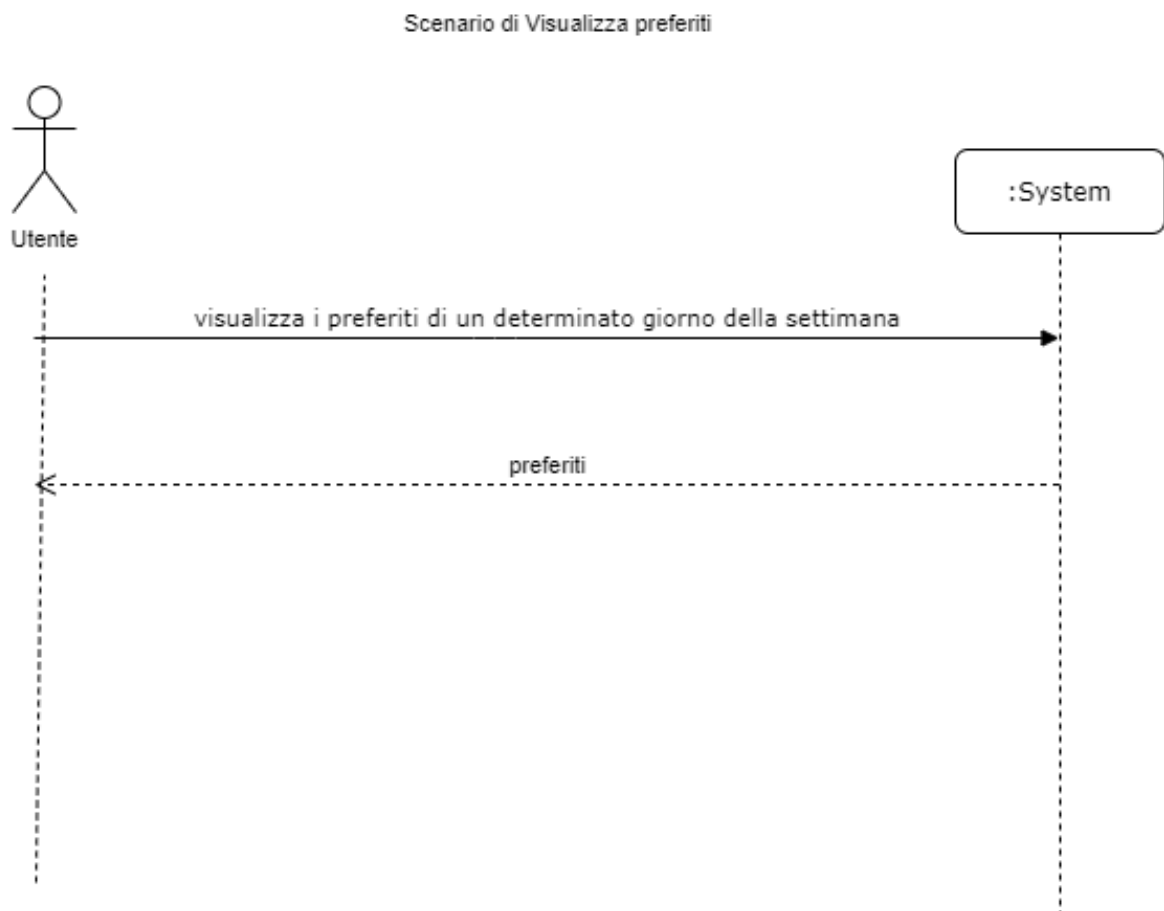 Scenario di Visualizza preferiti
:System
Utente
visualizza i preferiti di un determinato giorno della settimana
preferiti